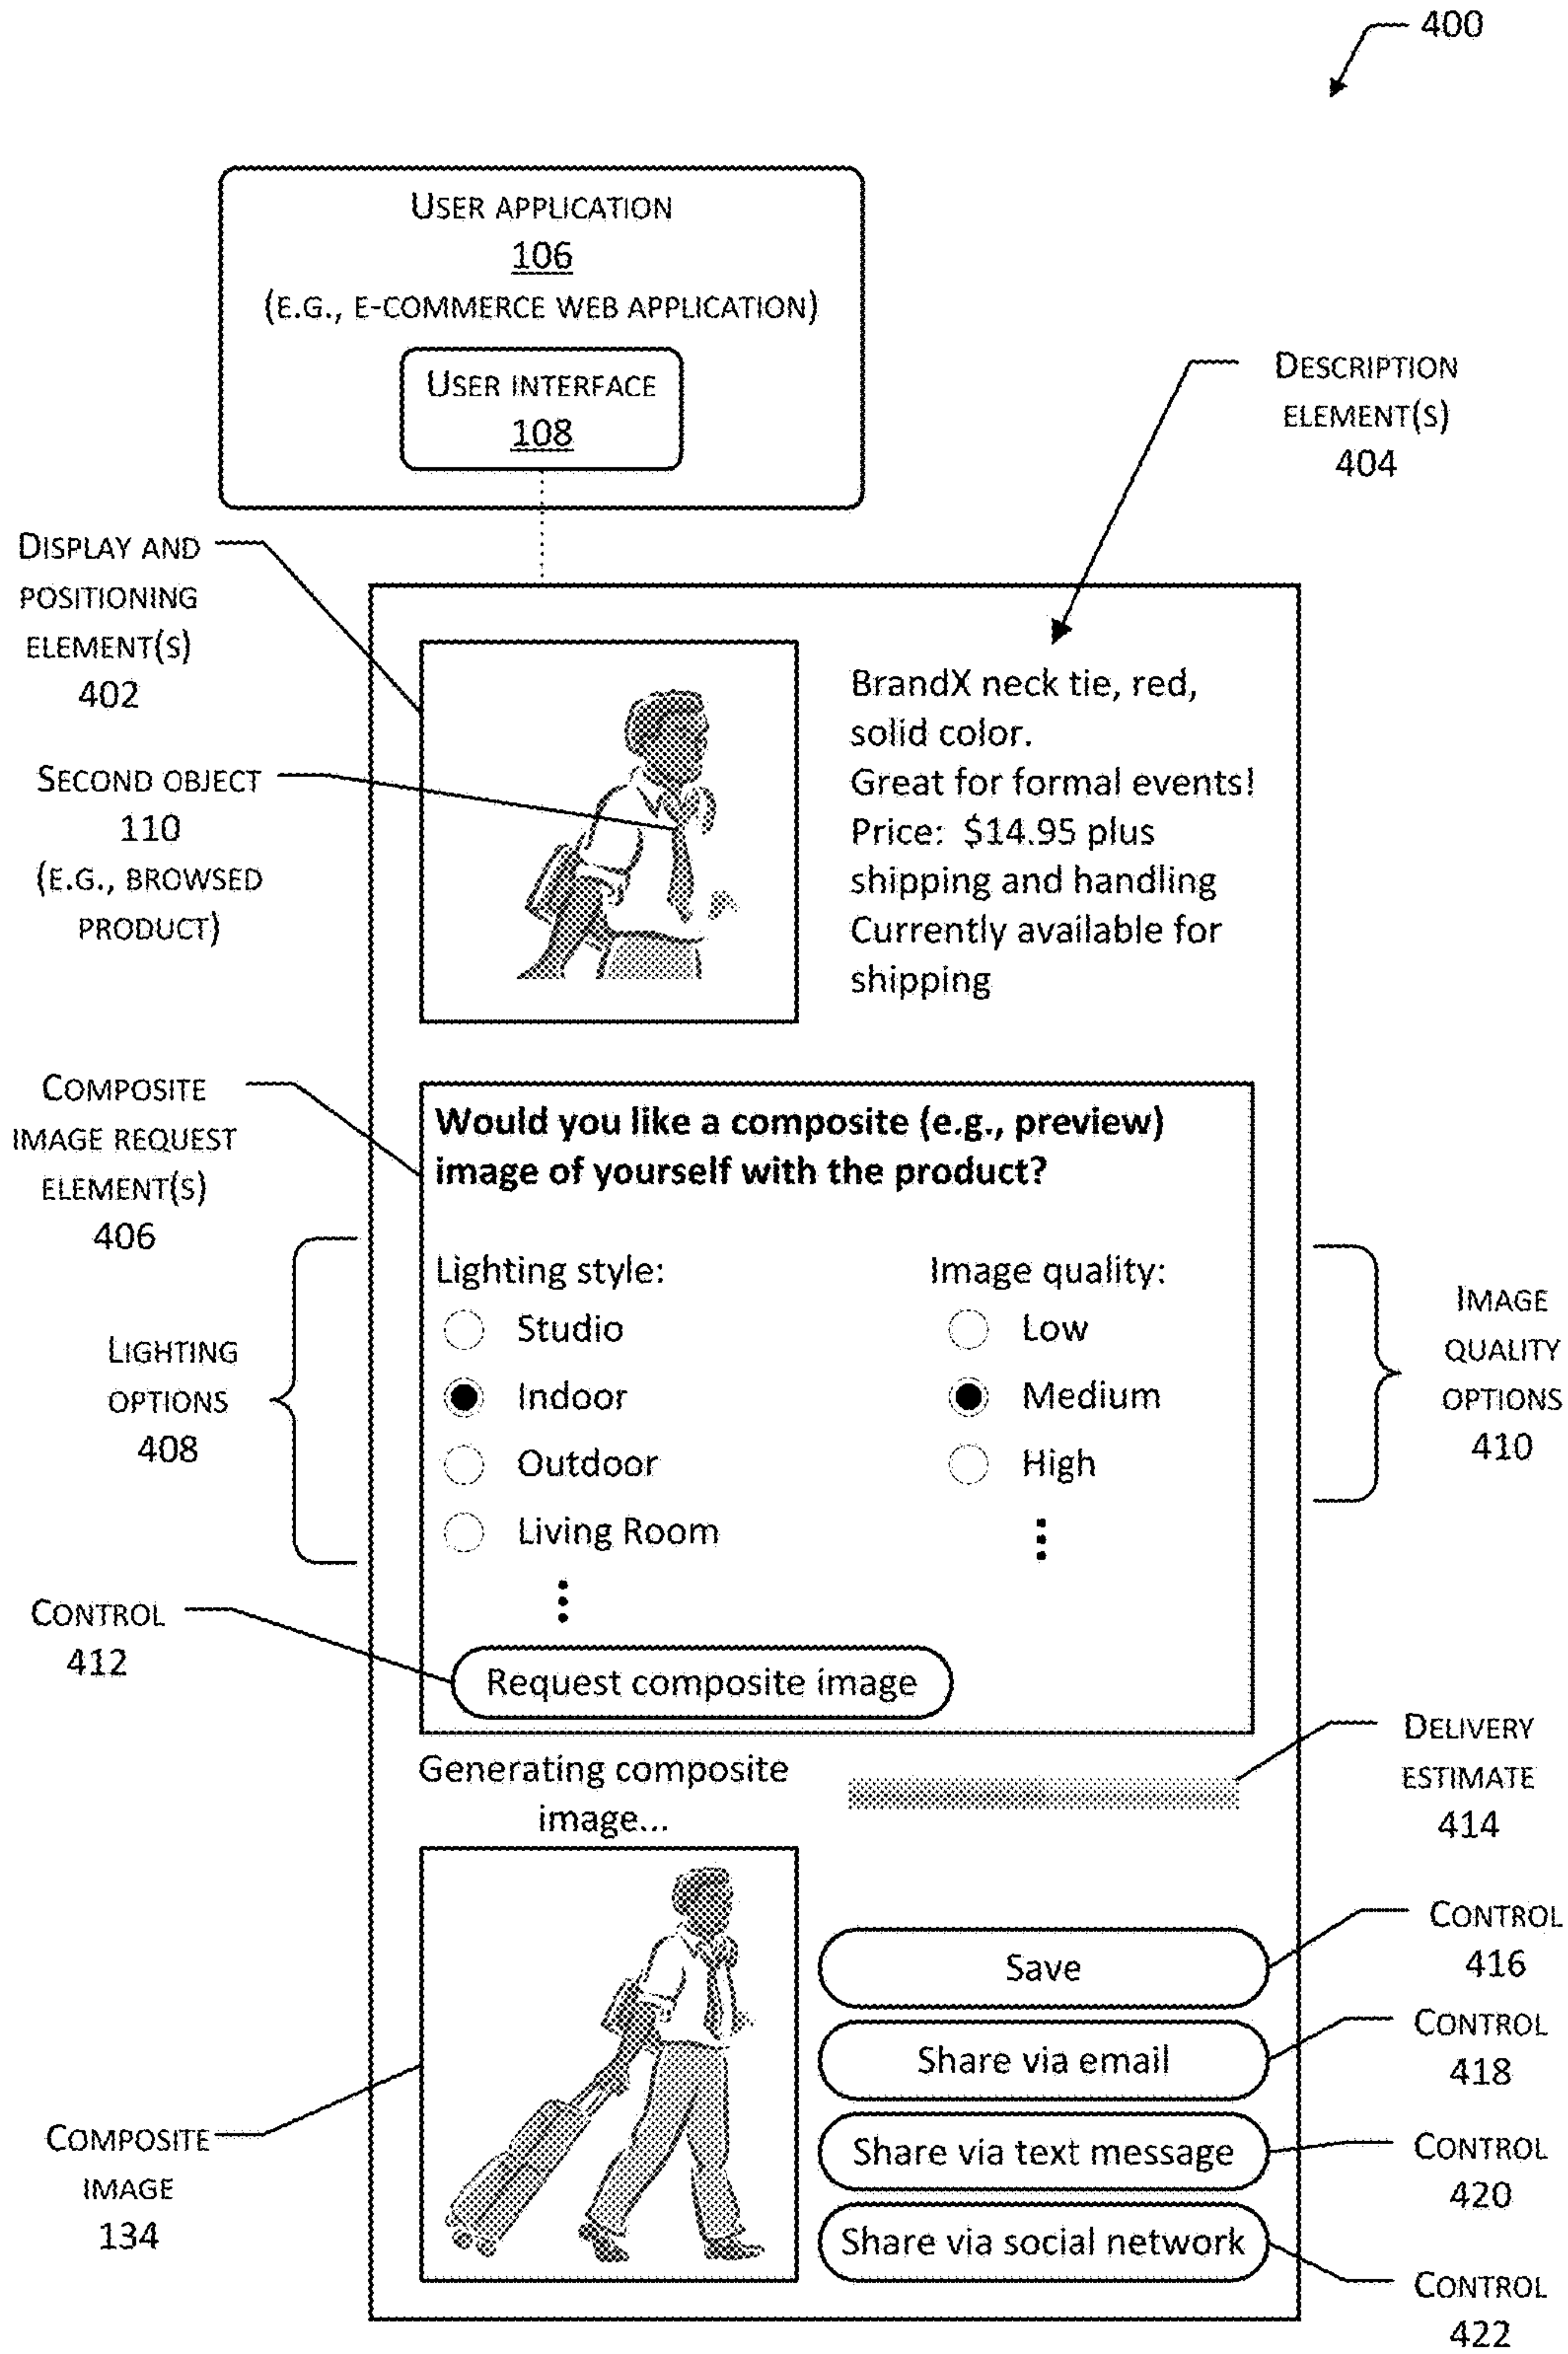 400
USER APPLICATION
106
(E.G., E-COMMERCE WEB APPLICATION)
USER INTERFACE
108
DESCRIPTION
ELEMENT(S)
404
DISPLAY AND
POSITIONING
ELEMENT(S)
402
SECOND OBJECT
110
(E.G., BROWSED
PRODUCT)
BrandX neck tie, red,
solid color.
Great for formal events!
Price: $14.95 plus
shipping and handling
Currently available for
shipping
COMPOSITE
IMAGE REQUEST
ELEMENT(S)
406
Would you like a composite (e.g., preview)
image of yourself with the product?
LIGHTING
OPTIONS
408
Lighting style:
Studio
Indoor
Outdoor
Living Room
Image quality:
Low
Medium
High
IMAGE
QUALITY
OPTIONS
410
CONTROL
412
Request composite image
Generating composite
image...
DELIVERY
ESTIMATE
414
Save
CONTROL
416
Share via email
CONTROL
418
Share via text message
CONTROL
420
Share via social network
CONTROL
422
COMPOSITE
IMAGE
134